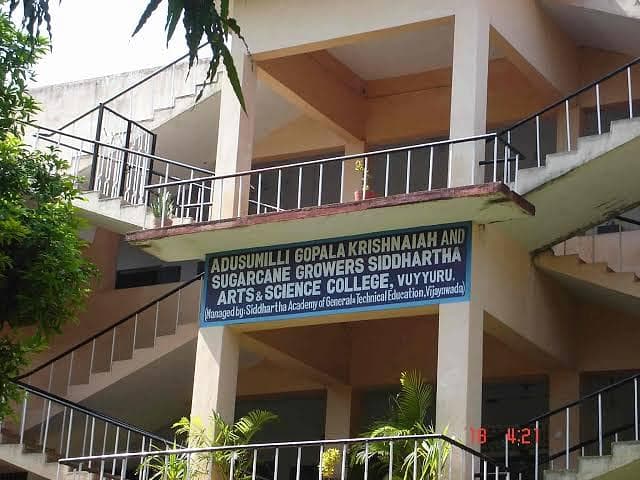 ADUSUMILLI GOPALA KRISHNAIAH AND
SUGARCANE GROWERS SIDDHARTHA
ARTS & SCIENCE COLLEGE, VUYYURU.
(Managed by: Siddhartha Academy of General & Technical Education, Vijayawada)
18 4:21